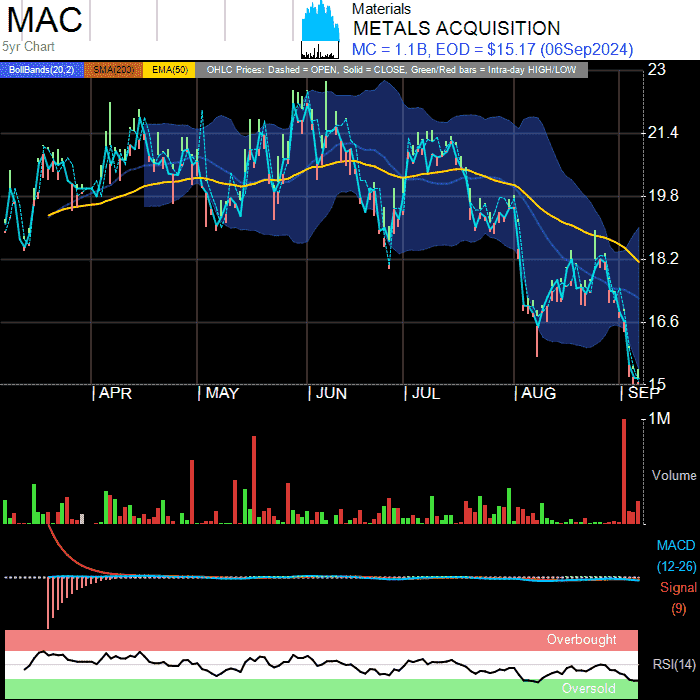 MAC
Materials
METALS ACQUISITION
5yr Chart
MC = 1.1B, EOD = $15.17 (06Sep2024)
BollBands(20,2)
SMA(200)
EMA(50)
OHLC Prices: Dashed = OPEN, Solid = CLOSE, Green/Red bars = Intra-day HIGH/LOW
23
21.4
19.8
18.2
16.6
15
APR
MAY
JUN
JUL
AUG
SEP
1M
Volume
MACD
(12-26)
Signal
(9)
Overbought
RSI(14)
Oversold